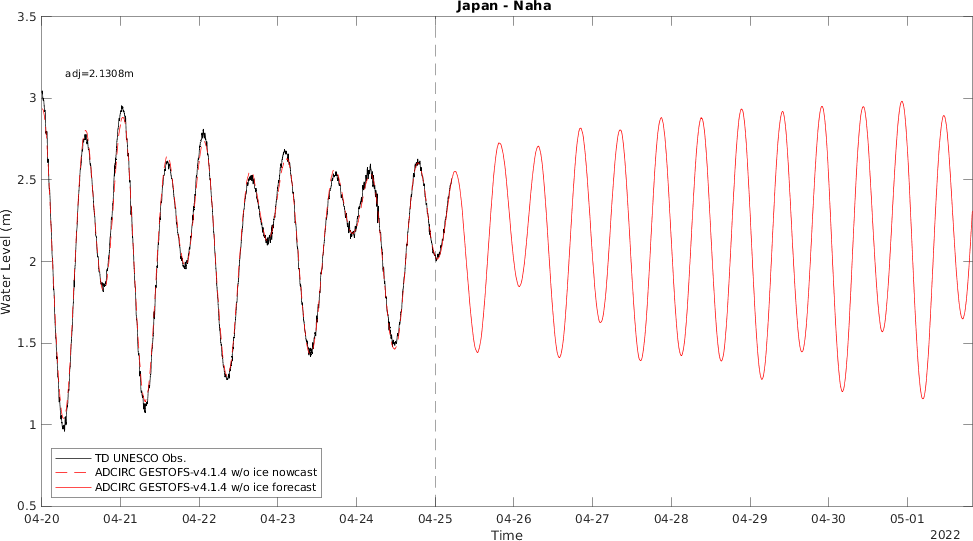 Japan - Naha
3.5
adj=2.1308m
3
2.5
2
1.5
1
0.5
Water Level (m)
TD UNESCO Obs.
ADCIRC GESTOFS-v4.1.4 w/o ice nowcast
ADCIRC GESTOFS-v4.1.4 w/o ice forecast
04-20 04-21 04-22 04-23 04-24 04-25 04-26 04-27 04-28 04-29 04-30 05-01
Time
2022